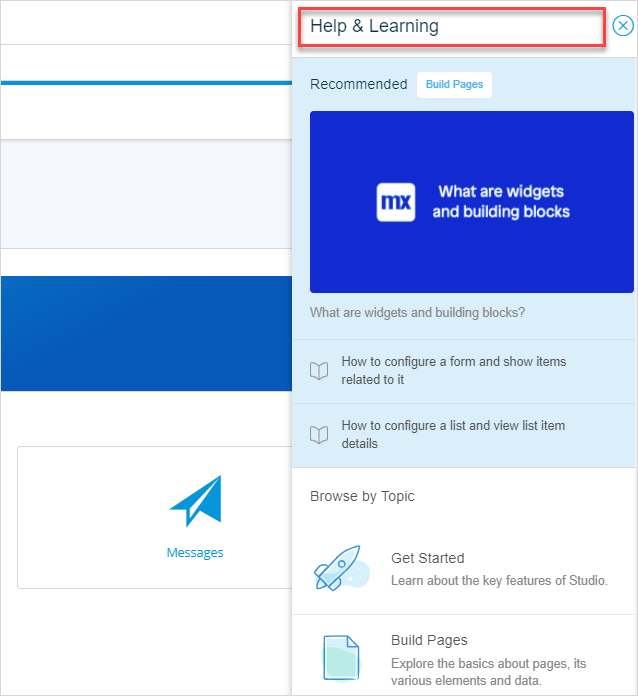 Help & Learning
Recommended Build Pages
mx
What are widgets
and building blocks
What are widgets and building blocks?
How to configure a form and show items
related to it
How to configure a list and view list item
details
Browse by Topic
Messages
Get Started
Learn about the key features of Studio.
Build Pages
Explore the basics about pages, its
various elements and data.